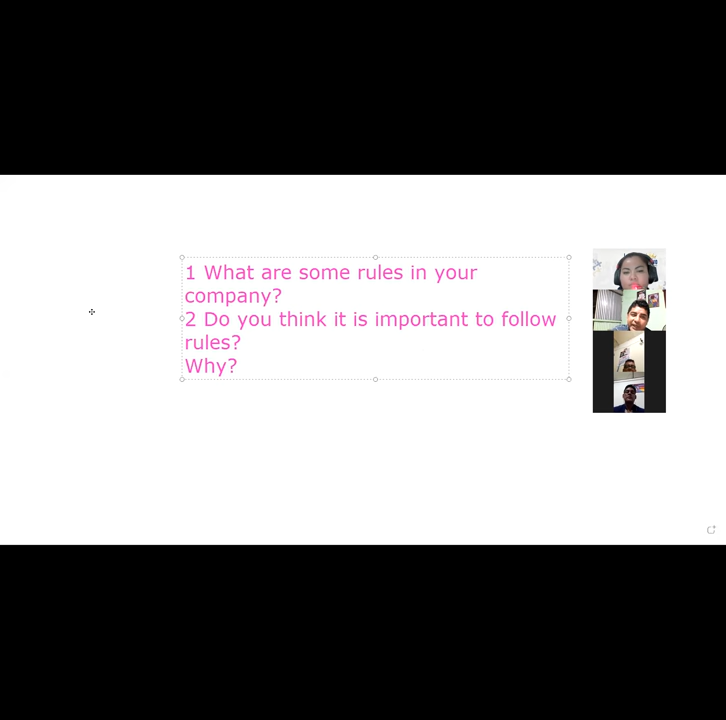 1 What are some rules in your
company?
2 Do you think it is important to follow
rules?
Why?